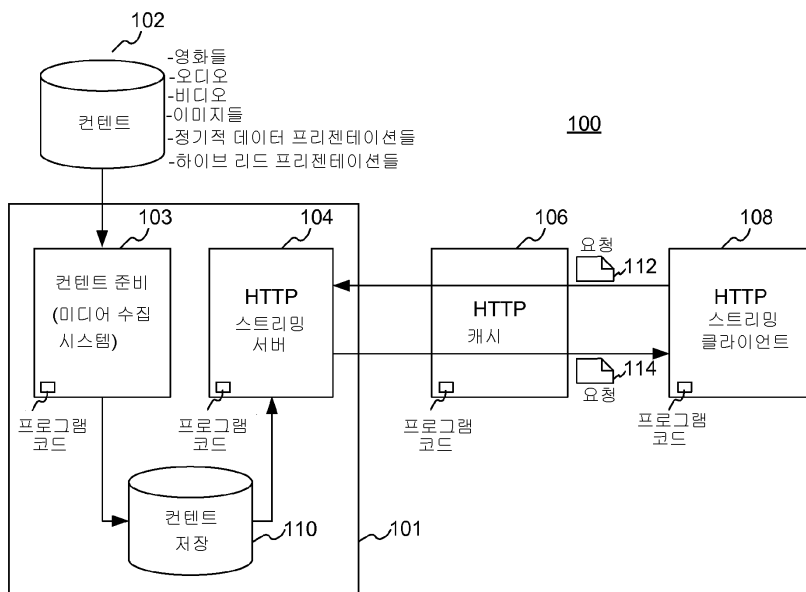 102
-영화들
-오디오
-비디오
-이미지들
-정기적 데이터 프리젠테이션들
-하이브 리드 프리젠테이션들
컨텐트
100
103
컨텐트 준비
(미디어 수집
시스템)
프로그램
코드
104
HTTP
스트리밍
서버
프로그램
코드
106
HTTP
캐시
프로그램
코드
요청
112
114
요청
108
HTTP
스트리밍
클라이언트
프로그램
코드
컨텐트
저장
110
101